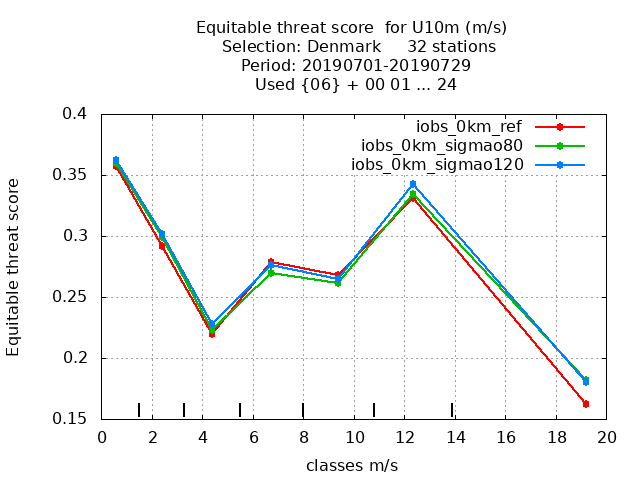 Equitable threat score  for U10m (m/s)
Selection: Denmark     32 stations
Period: 20190701-20190729
Used {06} + 00 01 ... 24
iobs_0km_ref
iobs_0km_sigmao80
iobs_0km_sigmao120
Equitable threat score
0.4
0.35
0.3
0.25
0.2
0.15
0 2 4 6 8 10 12 14 16 18 20
classes m/s